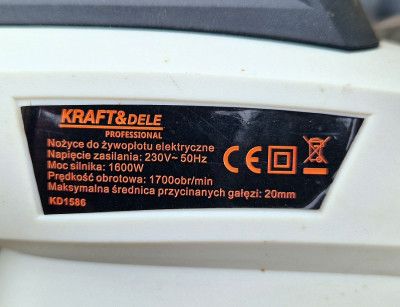 KRAFT&DELE
PROFESSIONAL
Nożyce do żywopłotu elektryczne
Napięcie zasilania: 230V~ 50Hz
Moc silnika: 1600W
Prędkość obrotowa: 1700obr/min
Maksymalna średnica przycinanych gałęzi: 20mm
KD1586
CE